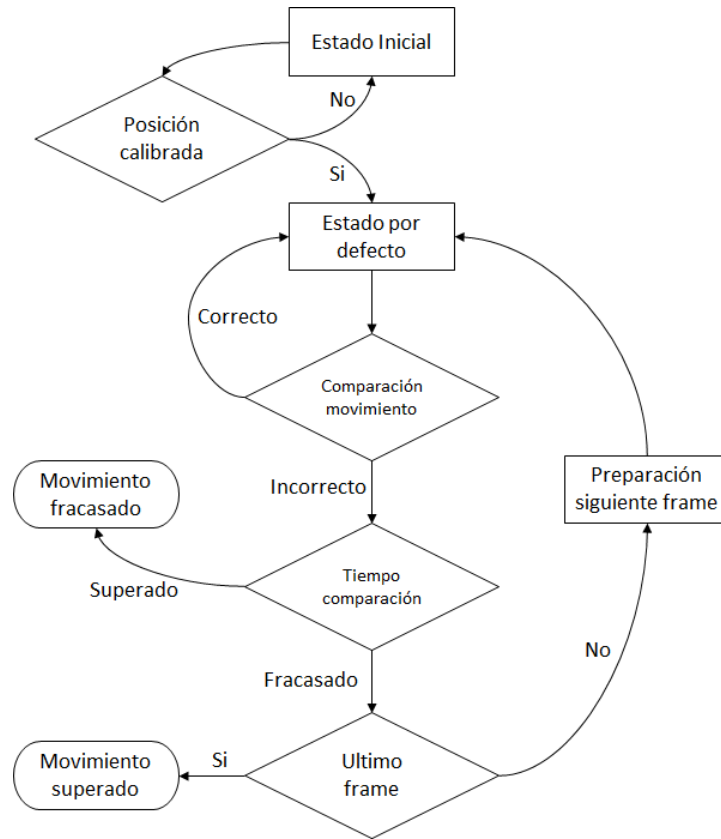 Estado Inicial
No
Posición
calibrada
Si
Estado por
defecto
Correcto
Comparación
movimiento
Movimiento
fracasado
Incorrecto
Preparación
siguiente frame
Superado
Tiempo
comparación
No
Fracasado
Movimiento
superado
Si
Ultimo
frame